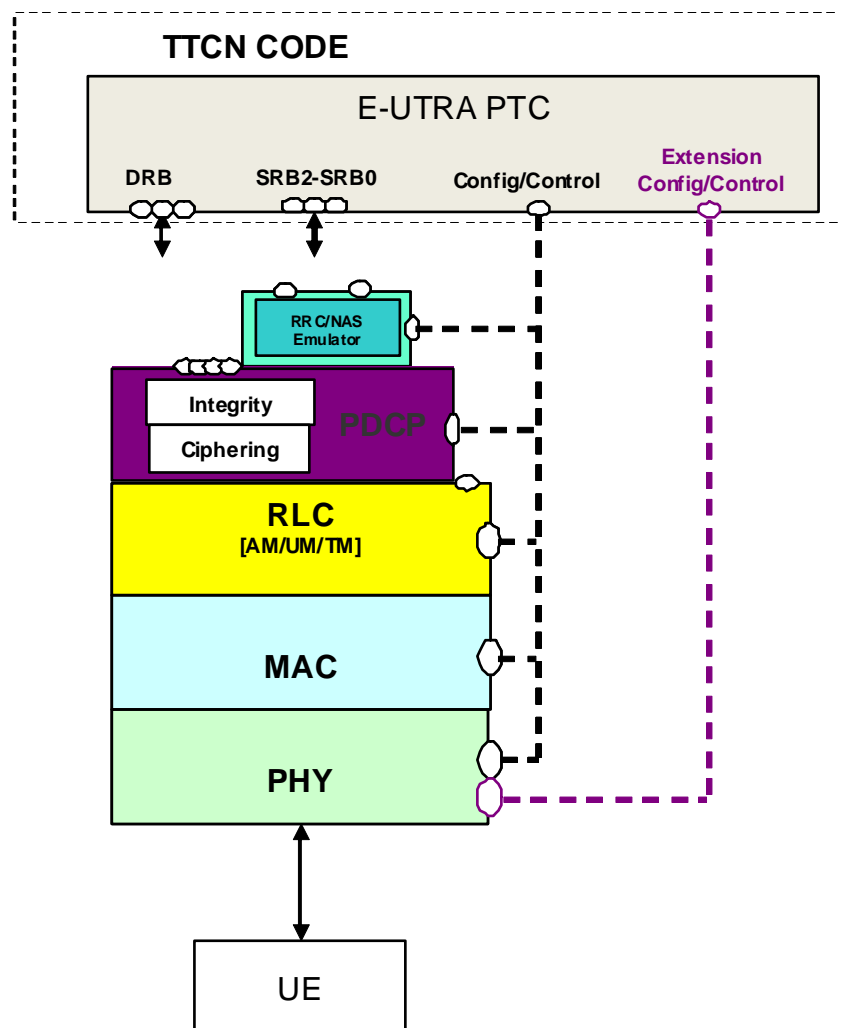 TTCN CODE
E-UTRA PTC
DRB
SRB2-SRB0
Config/Control
Extension
Config/Control
RRC/NAS
Emulator
Integrity
Ciphering
PDCP
RLC
[AM/UM/TM]
MAC
PHY
UE